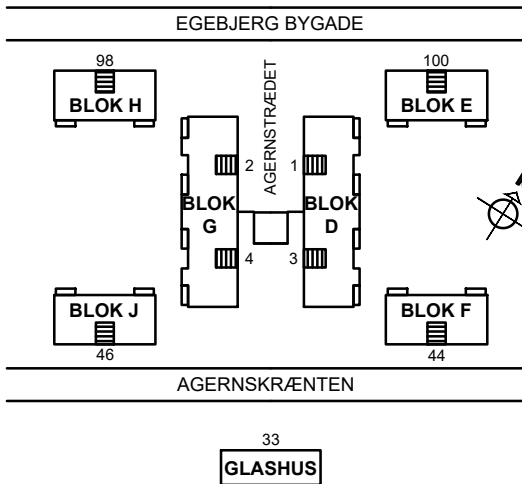 EGEBJERG BYGADE
98
BLOK H
100
BLOK E
AGERNSTRÆDET
2
1
BLOK
G
BLOK
D
4
3
BLOK J
46
BLOK F
44
AGERNSKRÆNTEN
33
GLASHUS